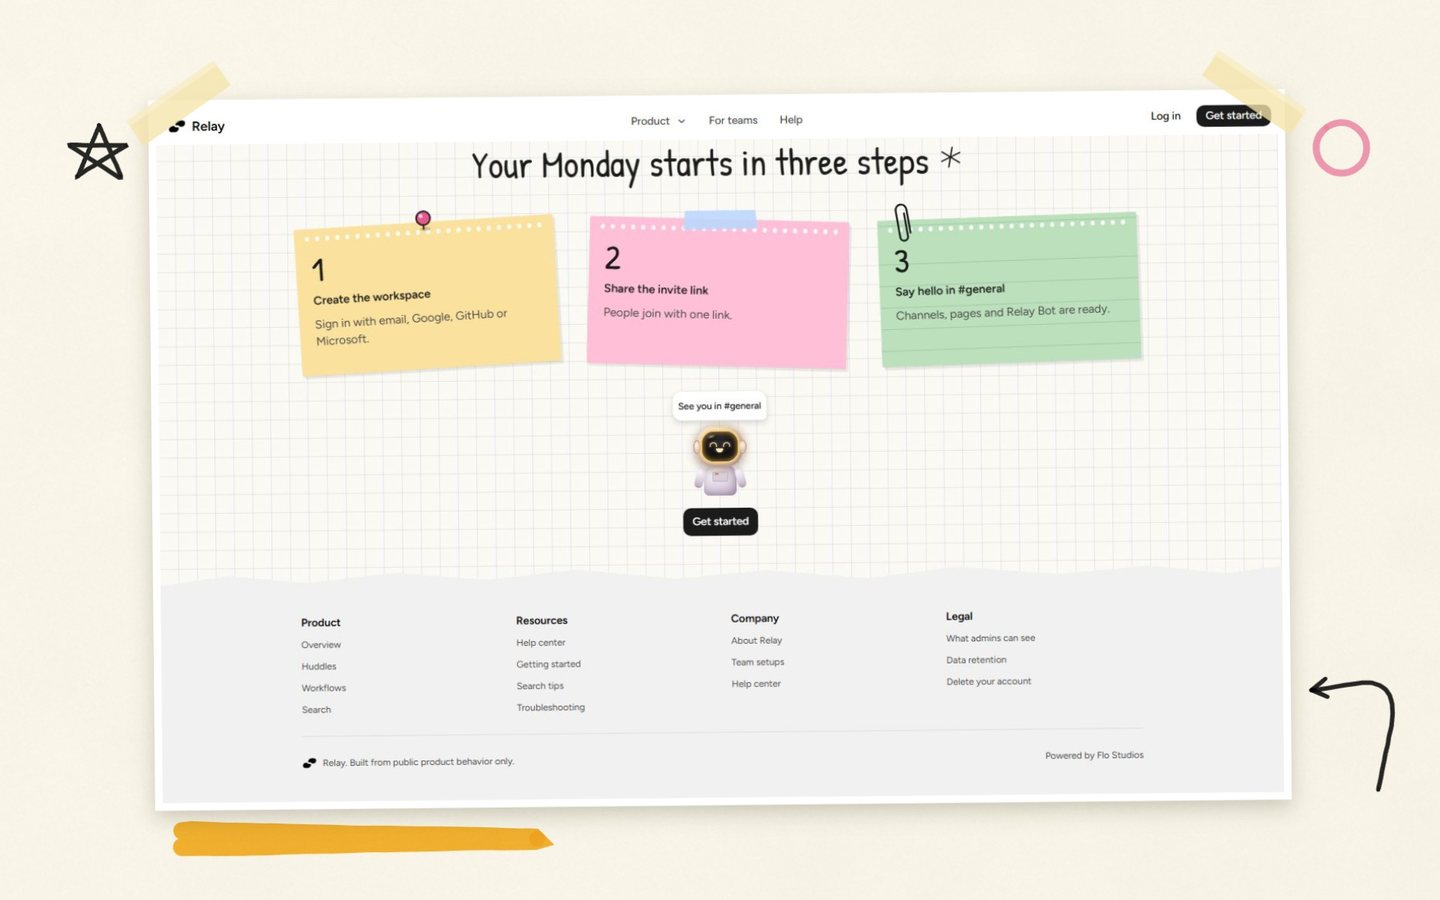 Relay
Product
For teams
Help
Log in
Get started
Your Monday starts in three steps *
1
Create the workspace
Sign in with email, Google, GitHub or
Microsoft.
2
Share the invite link
People join with one link.
3
Say hello in #general
Channels, pages and Relay Bot are ready.
See you in #general
Get started
Product
Overview
Huddles
Workflows
Search
Resources
Help center
Getting started
Search tips
Troubleshooting
Company
About Relay
Team setups
Help center
Legal
What admins can see
Data retention
Delete your account
Relay. Built from public product behavior only.
Powered by Flo Studios